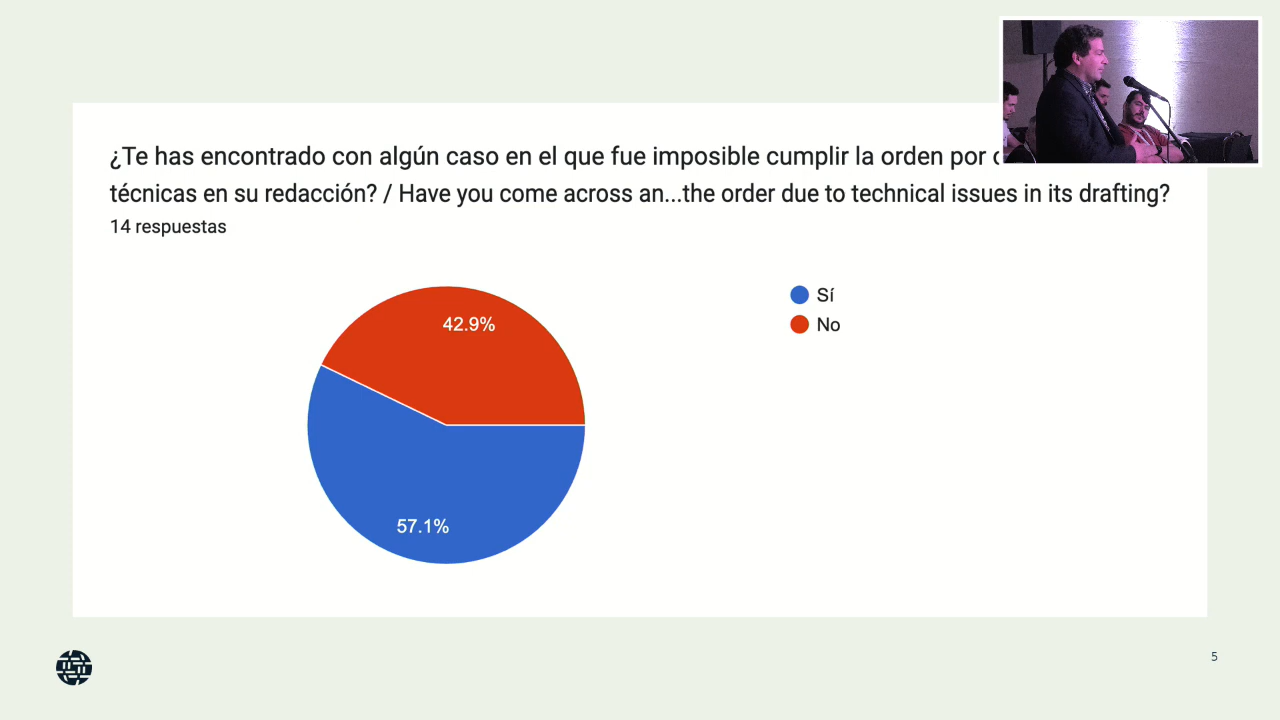 ¿Te has encontrado con algún caso en el que fue imposible cumplir la orden por
técnicas en su redacción? / Have you come across an...the order due to technical issues in its drafting?
14 respuestas
Sí
No
42.9%
57.1%
5